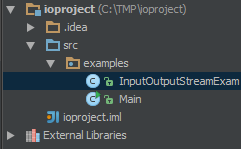 ioproject (C:\TMP\ioproject)
.idea
src
examples
InputOutputStreamExam
Main
ioproject.iml
External Libraries